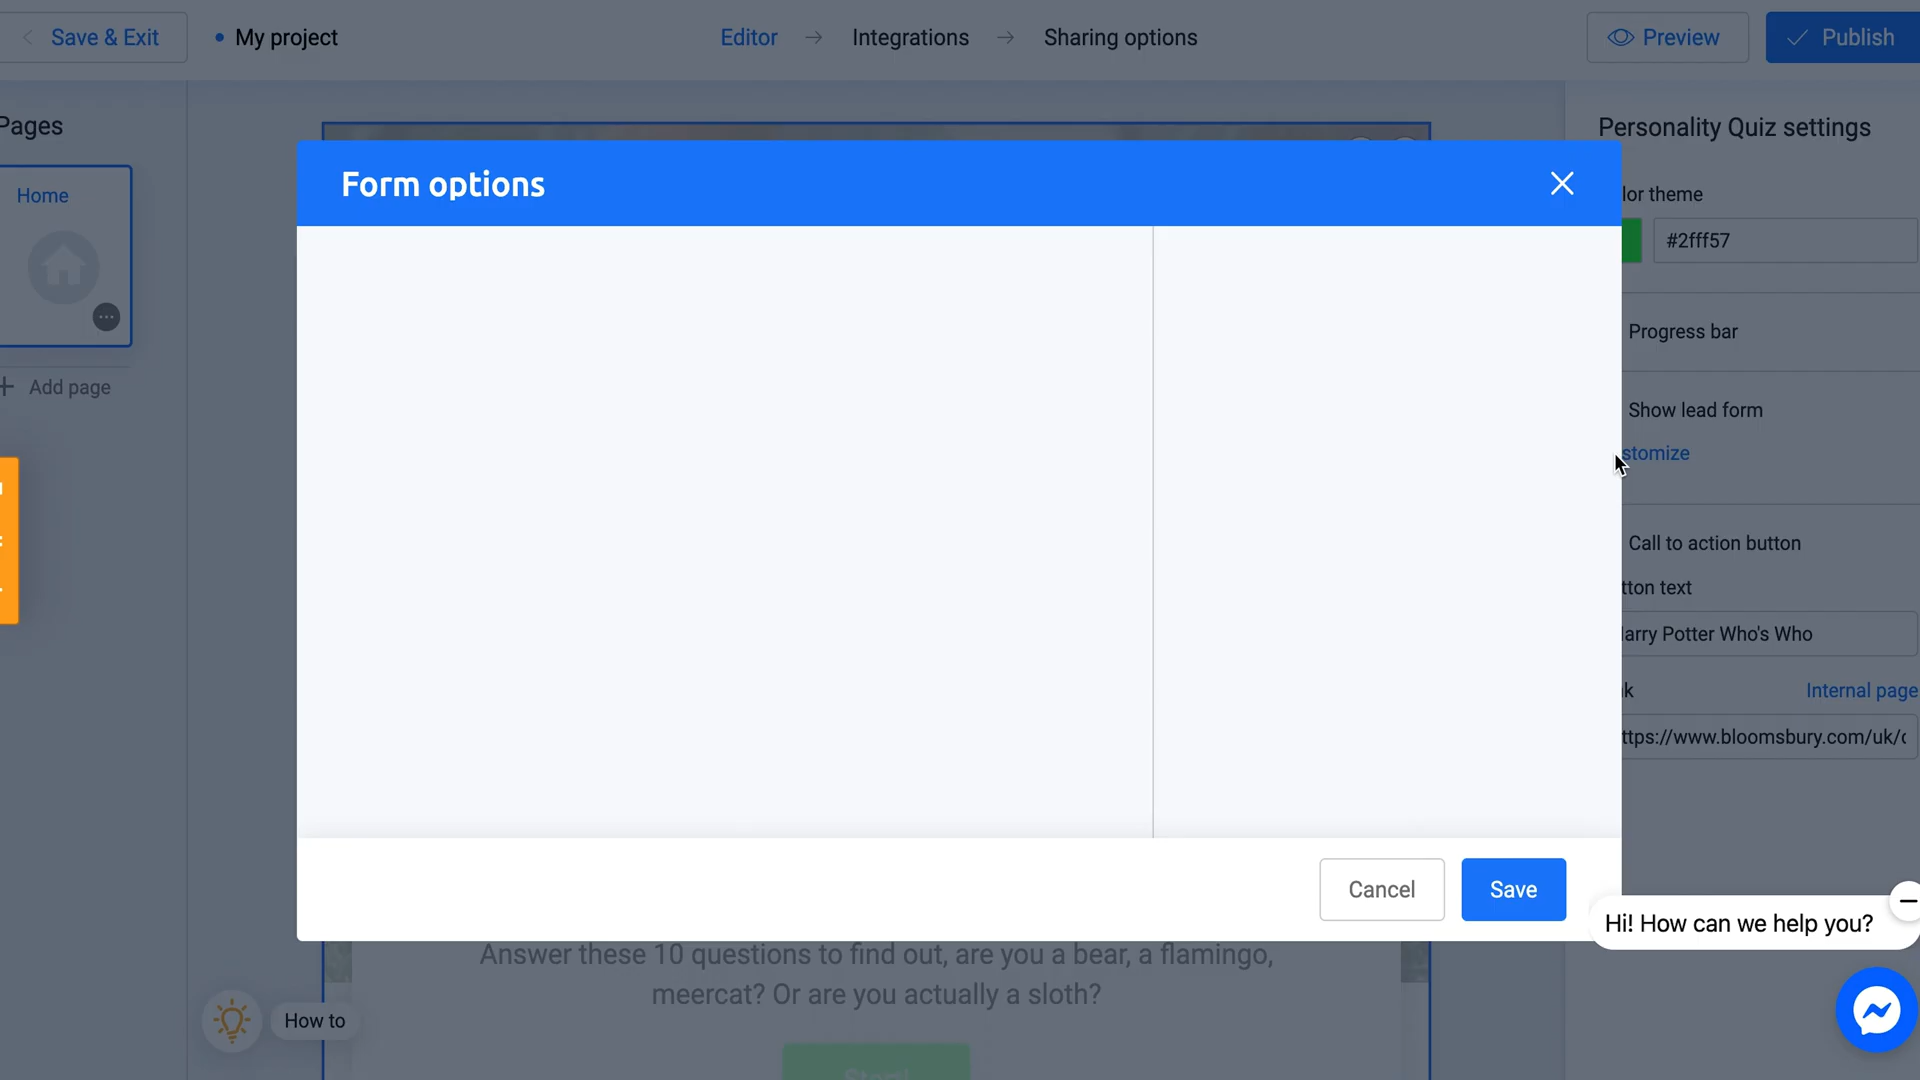 Save & Exit
My project
Editor
Integrations
Sharing options
Preview
Publish
Pages
Personality Quiz settings
Home
Form options
lor theme
#2fff57
Progress bar
Add page
Show lead form
stomize
Call to action button
tton text
arry Potter Who's Who
k
Internal page
ttps://www.bloomsbury.com/uk/
Cancel
Save
Hi! How can we help you?
Answer these 10 questions to find out, are you a bear, a flamingo,
meercat? Or are you actually a sloth?
How to
Start!